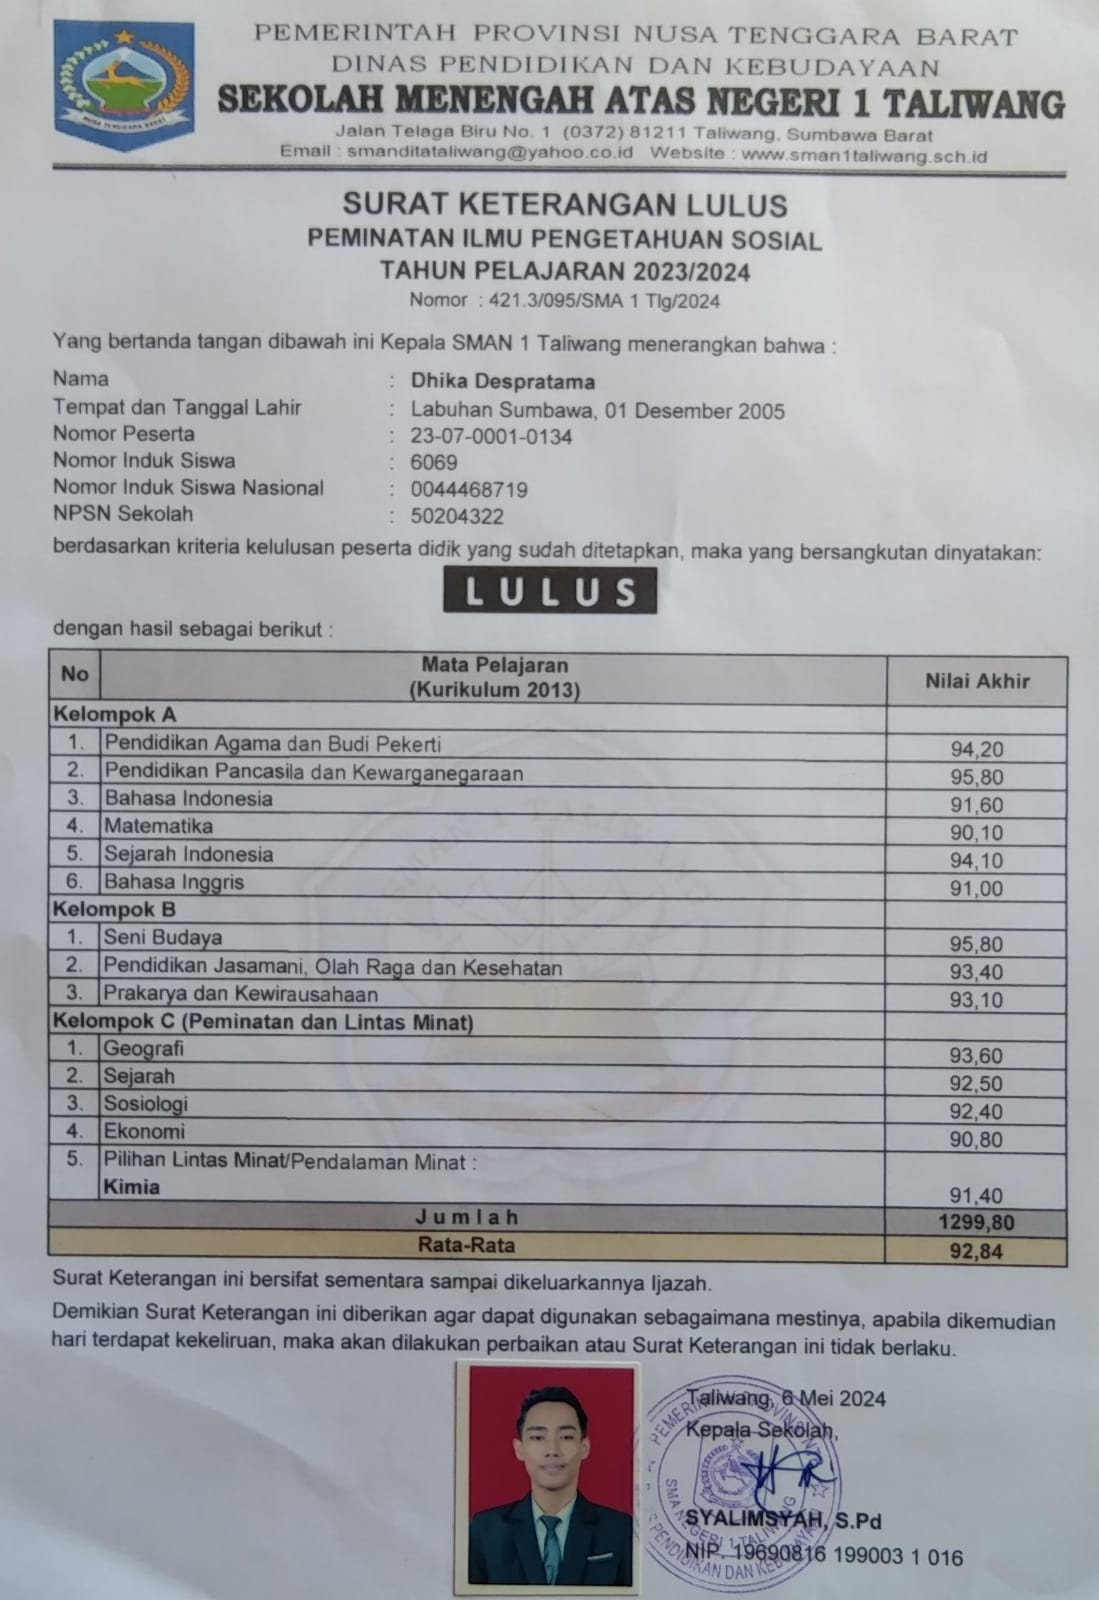 PEMERINTAH PROVINSI NUSA TENGGARA BARAT
DINAS PENDIDIKAN DAN KEBUDAYAAN
SEKOLAH MENENGAH ATAS NEGERI 1 TALIWANG
Jalan Telaga Biru No. 1 (0372) 81211 Taliwang, Sumbawa Barat
Email : smanditataliwang@yahoo.co.id Website : www.sman1taliwang.sch.id
NUSA TENGGARA BARAT
SURAT KETERANGAN LULUS
PEMINATAN ILMU PENGETAHUAN SOSIAL
TAHUN PELAJARAN 2023/2024
Nomor : 421.3/095/SMA 1 Tlg/2024
Yang bertanda tangan dibawah ini Kepala SMAN 1 Taliwang menerangkan bahwa :
Nama : Dhika Despratama
Tempat dan Tanggal Lahir : Labuhan Sumbawa, 01 Desember 2005
Nomor Peserta : 23-07-0001-0134
Nomor Induk Siswa : 6069
Nomor Induk Siswa Nasional : 0044468719
NPSN Sekolah : 50204322
berdasarkan kriteria kelulusan peserta didik yang sudah ditetapkan, maka yang bersangkutan dinyatakan:
LULUS
dengan hasil sebagai berikut :
No Mata Pelajaran (Kurikulum 2013) Nilai Akhir
Kelompok A
1. Pendidikan Agama dan Budi Pekerti 94,20
2. Pendidikan Pancasila dan Kewarganegaraan 95,80
3. Bahasa Indonesia 91,60
4. Matematika 90,10
5. Sejarah Indonesia 94,10
6. Bahasa Inggris 91,00
Kelompok B
1. Seni Budaya 95,80
2. Pendidikan Jasamani, Olah Raga dan Kesehatan 93,40
3. Prakarya dan Kewirausahaan 93,10
Kelompok C (Peminatan dan Lintas Minat)
1. Geografi 93,60
2. Sejarah 92,50
3. Sosiologi 92,40
4. Ekonomi 90,80
5. Pilihan Lintas Minat/Pendalaman Minat :
Kimia 91,40
Jumlah 1299,80
Rata-Rata 92,84
SMAN 1 TALIWANG
Surat Keterangan ini bersifat sementara sampai dikeluarkannya Ijazah.
Demikian Surat Keterangan ini diberikan agar dapat digunakan sebagaimana mestinya, apabila dikemudian
hari terdapat kekeliruan, maka akan dilakukan perbaikan atau Surat Keterangan ini tidak berlaku.
Taliwang, 6 Mei 2024
Kepala Sekolah,
SYALIMSYAH, S.Pd
NIP. 19690816 199003 1 016
SMA NEGERI 1 TALIWANG
PENDIDIKAN DAN KEBUDAYAAN